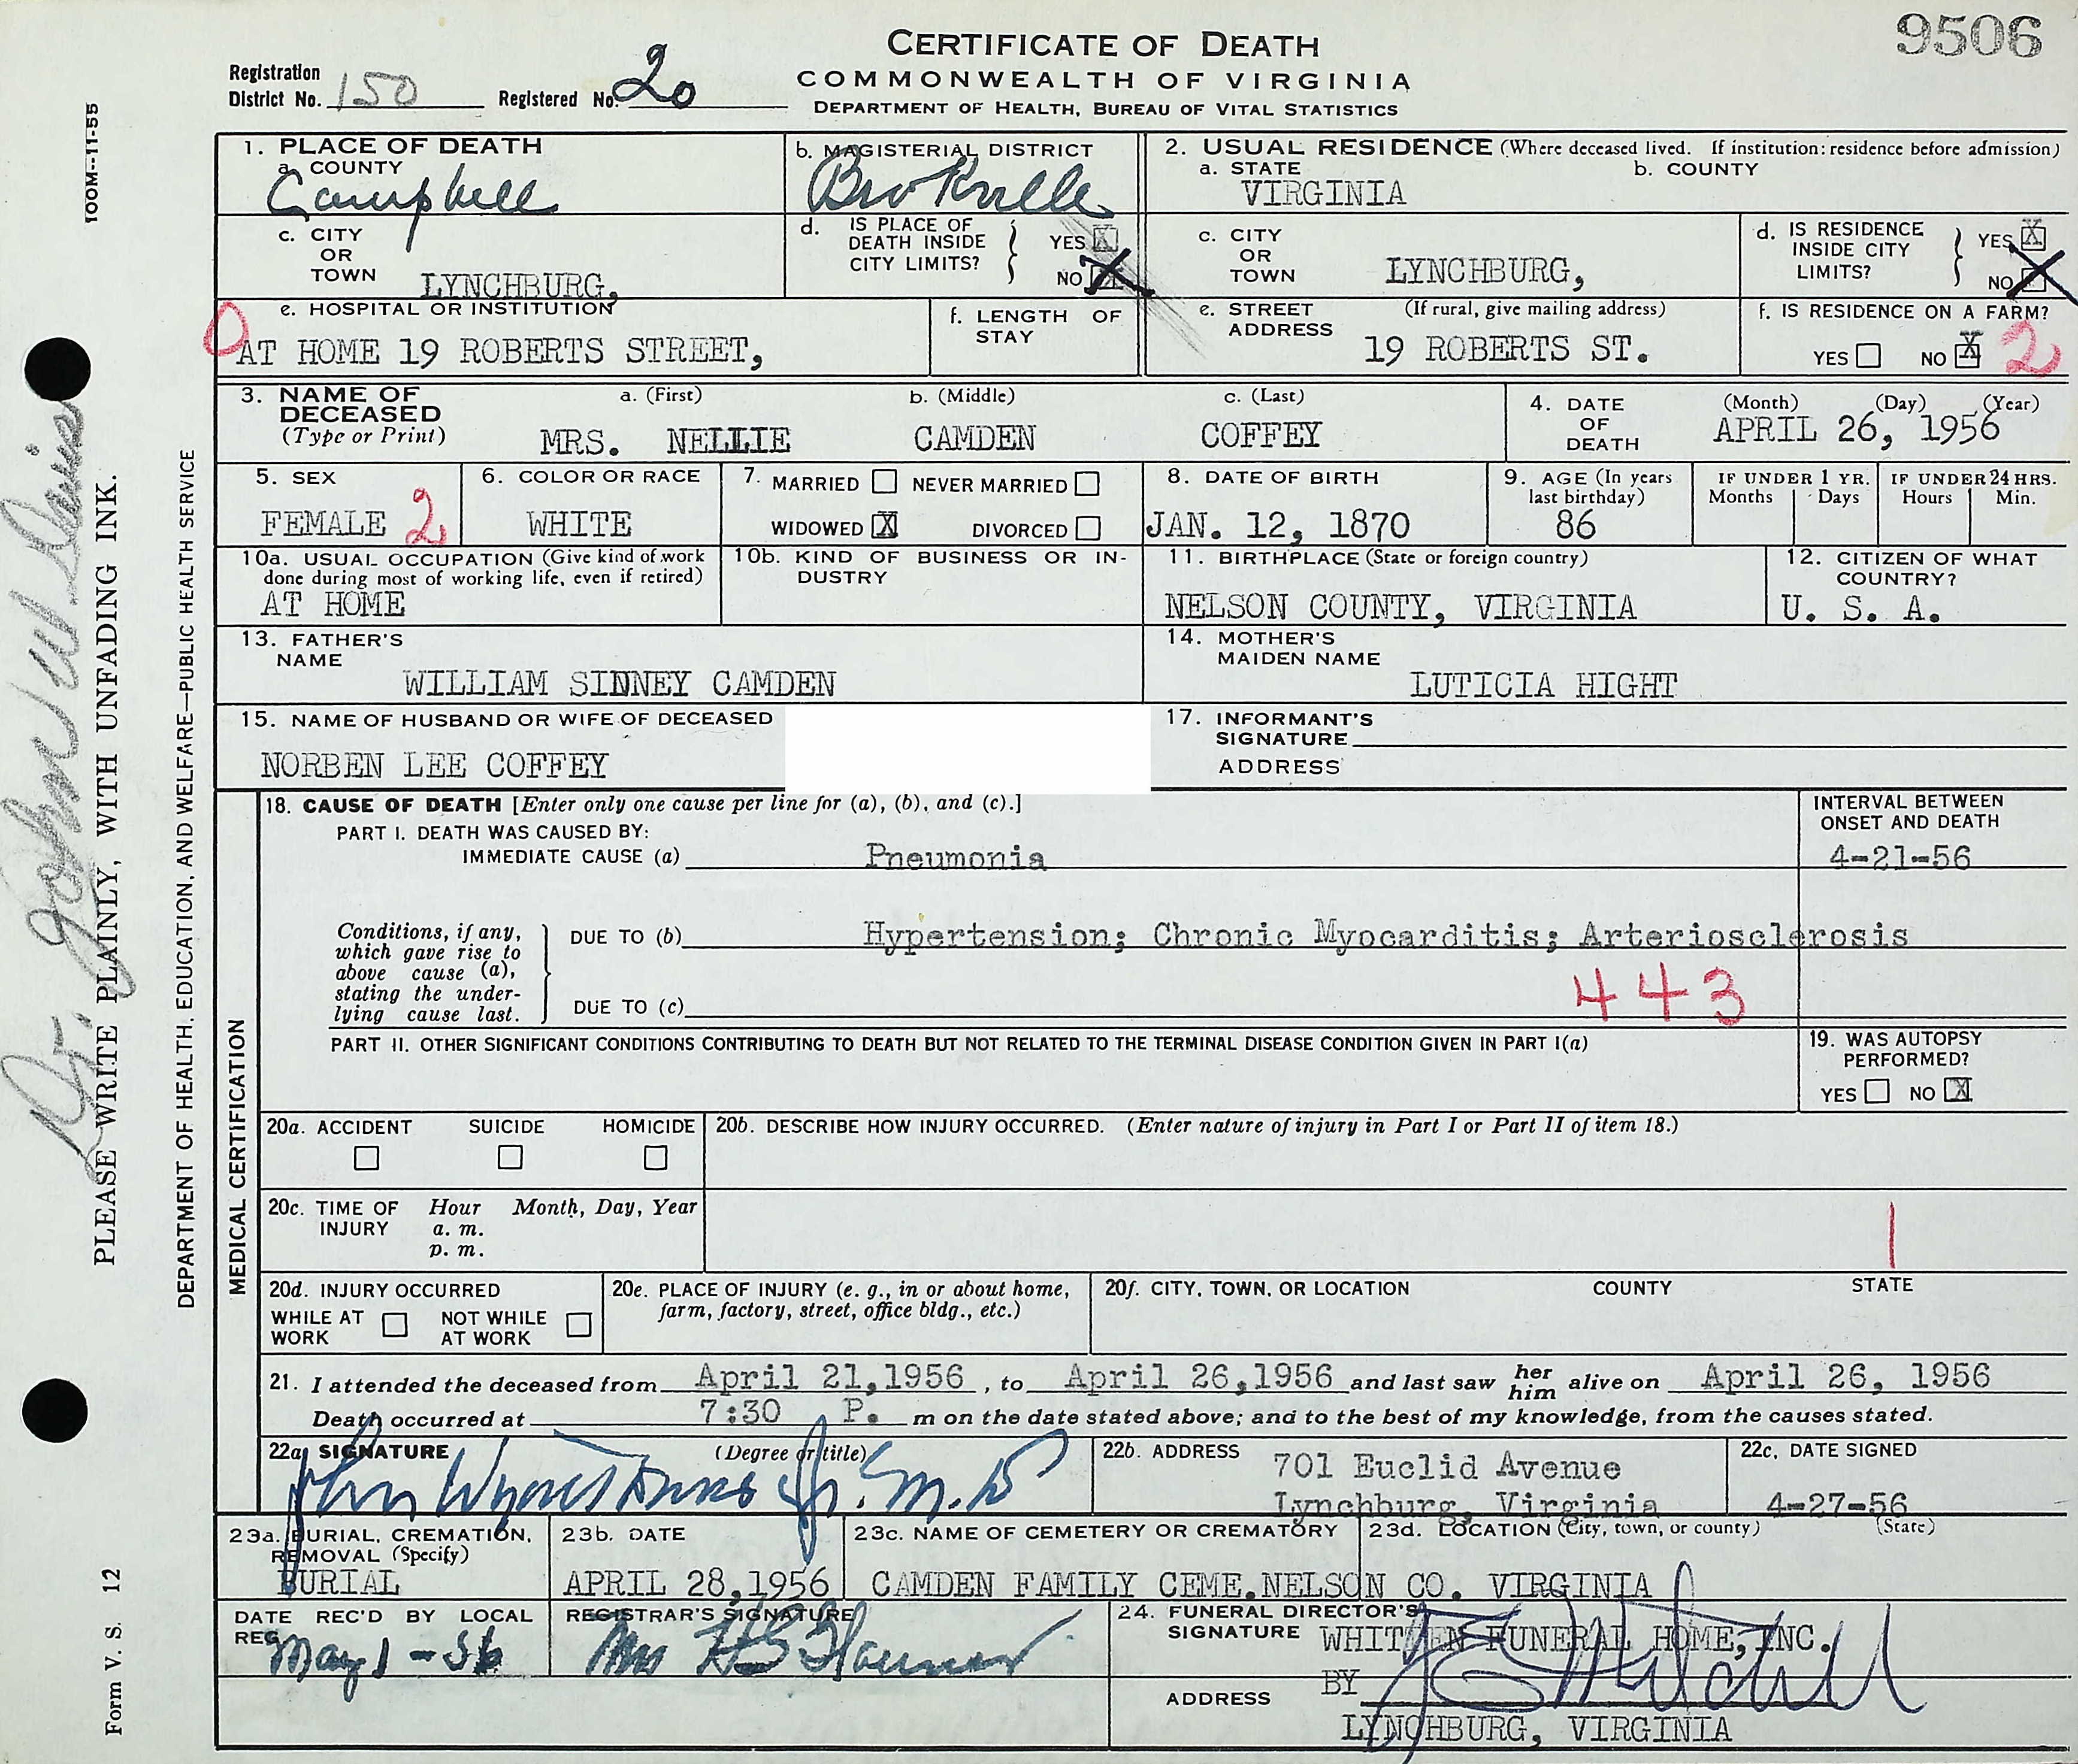 9506
CERTIFICATE OF DEATH
COMMONWEALTH OF VIRGINIA
DEPARTMENT OF HEALTH, BUREAU OF VITAL STATISTICS
Registration District No. 150 Registered No. 20
100M--11-55
1. PLACE OF DEATH
a. COUNTY
Campbell
b. MAGISTERIAL DISTRICT
Brokville
2. USUAL RESIDENCE (Where deceased lived. If institution: residence before admission)
a. STATE b. COUNTY
VIRGINIA
c. CITY OR TOWN LYNCHBURG,
d. IS PLACE OF DEATH INSIDE CITY LIMITS? YES X NO X
c. CITY OR TOWN LYNCHBURG,
d. IS RESIDENCE INSIDE CITY LIMITS? YES X NO X
e. HOSPITAL OR INSTITUTION
0 AT HOME 19 ROBERTS STREET,
f. LENGTH OF STAY
e. STREET ADDRESS (If rural, give mailing address)
19 ROBERTS ST.
f. IS RESIDENCE ON A FARM?
YES NO X 2
3. NAME OF DECEASED (Type or Print)
a. (First) b. (Middle) c. (Last)
MRS. NELLIE CAMDEN COFFEY
4. DATE OF DEATH (Month) (Day) (Year)
APRIL 26, 1956
5. SEX
FEMALE 2
6. COLOR OR RACE
WHITE
7. MARRIED NEVER MARRIED
WIDOWED X DIVORCED
8. DATE OF BIRTH
JAN. 12, 1870
9. AGE (In years last birthday)
86
IF UNDER 1 YR. Months Days
IF UNDER 24 HRS. Hours Min.
10a. USUAL OCCUPATION (Give kind of work done during most of working life, even if retired)
AT HOME
10b. KIND OF BUSINESS OR INDUSTRY
11. BIRTHPLACE (State or foreign country)
NELSON COUNTY, VIRGINIA
12. CITIZEN OF WHAT COUNTRY?
U. S. A.
13. FATHER'S NAME
WILLIAM SIDNEY CAMDEN
14. MOTHER'S MAIDEN NAME
LUTICIA HIGHT
15. NAME OF HUSBAND OR WIFE OF DECEASED
NORBEN LEE COFFEY
17. INFORMANT'S SIGNATURE
ADDRESS
MEDICAL CERTIFICATION
18. CAUSE OF DEATH [Enter only one cause per line for (a), (b), and (c).]
INTERVAL BETWEEN ONSET AND DEATH
PART I. DEATH WAS CAUSED BY:
IMMEDIATE CAUSE (a) Pneumonia 4-21-56
Conditions, if any, which gave rise to above cause (a), stating the underlying cause last.
DUE TO (b) Hypertension; Chronic Myocarditis; Arteriosclerosis
443
DUE TO (c)
PART II. OTHER SIGNIFICANT CONDITIONS CONTRIBUTING TO DEATH BUT NOT RELATED TO THE TERMINAL DISEASE CONDITION GIVEN IN PART I(a)
19. WAS AUTOPSY PERFORMED?
YES NO X
20a. ACCIDENT SUICIDE HOMICIDE
20b. DESCRIBE HOW INJURY OCCURRED. (Enter nature of injury in Part I or Part II of item 18.)
20c. TIME OF INJURY Hour a. m. p. m. Month, Day, Year
1
20d. INJURY OCCURRED
WHILE AT WORK NOT WHILE AT WORK
20e. PLACE OF INJURY (e. g., in or about home, farm, factory, street, office bldg., etc.)
20f. CITY, TOWN, OR LOCATION COUNTY STATE
21. I attended the deceased from April 21,1956, to April 26,1956 and last saw her him alive on April 26, 1956
Death occurred at 7:30 P. m on the date stated above; and to the best of my knowledge, from the causes stated.
22a. SIGNATURE (Degree or title)
John Wyatt Davis Jr. M.D
22b. ADDRESS
701 Euclid Avenue
Lynchburg, Virginia
22c. DATE SIGNED
4-27-56
23a. BURIAL, CREMATION, REMOVAL (Specify)
BURIAL
23b. DATE
APRIL 28,1956
23c. NAME OF CEMETERY OR CREMATORY
CAMDEN FAMILY CEME.
23d. LOCATION (City, town, or county) (State)
NELSON CO. VIRGINIA
DATE REC'D BY LOCAL REG.
May 1-56
REGISTRAR'S SIGNATURE
Mrs H S
24. FUNERAL DIRECTOR'S SIGNATURE WHITTEN FUNERAL HOME, INC.
BY J E Mitchell
ADDRESS
LYNCHBURG, VIRGINIA
Dr. John W. Davis
PLEASE WRITE PLAINLY, WITH UNFADING INK.
DEPARTMENT OF HEALTH, EDUCATION, AND WELFARE—PUBLIC HEALTH SERVICE
Form V. S. 12